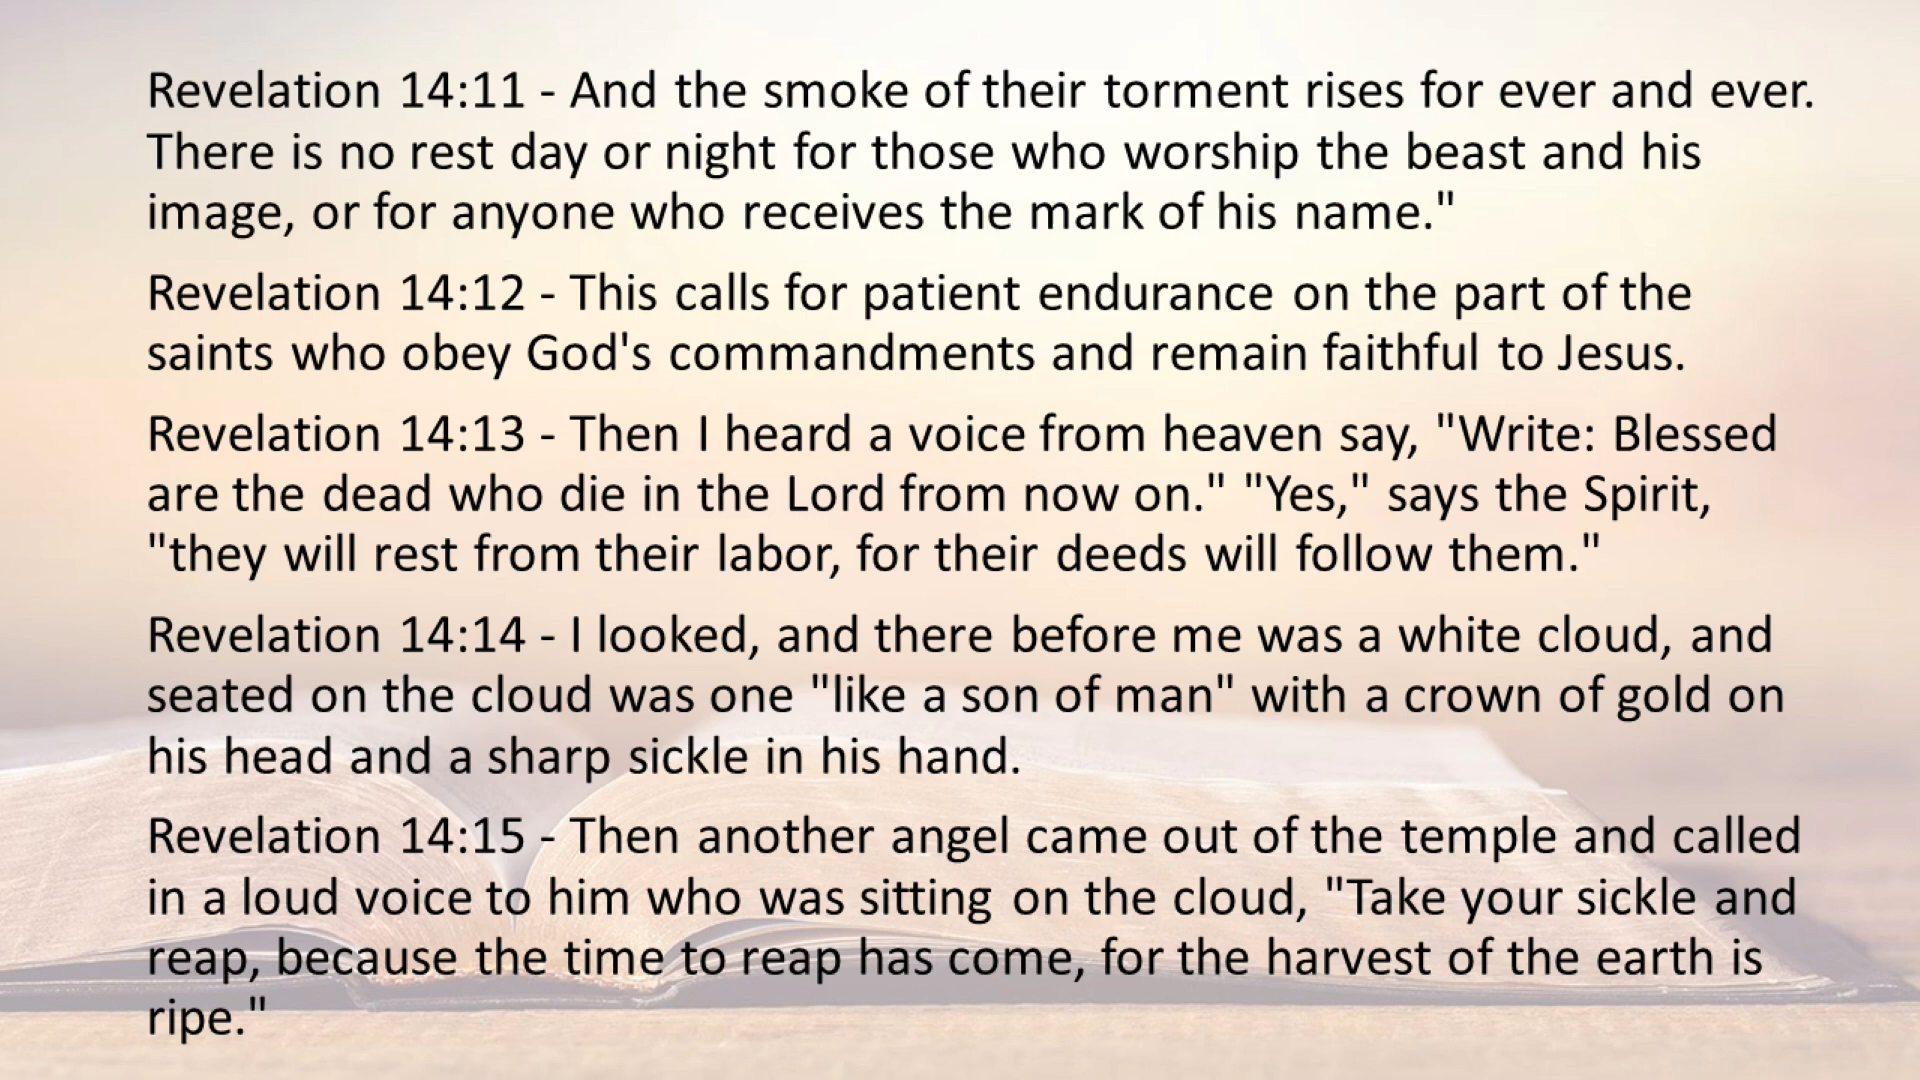 Revelation 14:11 - And the smoke of their torment rises for ever and ever.
There is no rest day or night for those who worship the beast and his
image, or for anyone who receives the mark of his name."
Revelation 14:12 - This calls for patient endurance on the part of the
saints who obey God's commandments and remain faithful to Jesus.
Revelation 14:13 - Then I heard a voice from heaven say, "Write: Blessed
are the dead who die in the Lord from now on." "Yes," says the Spirit,
"they will rest from their labor, for their deeds will follow them."
Revelation 14:14 - I looked, and there before me was a white cloud, and
seated on the cloud was one "like a son of man" with a crown of gold on
his head and a sharp sickle in his hand.
Revelation 14:15 - Then another angel came out of the temple and called
in a loud voice to him who was sitting on the cloud, "Take your sickle and
reap, because the time to reap has come, for the harvest of the earth is
ripe."